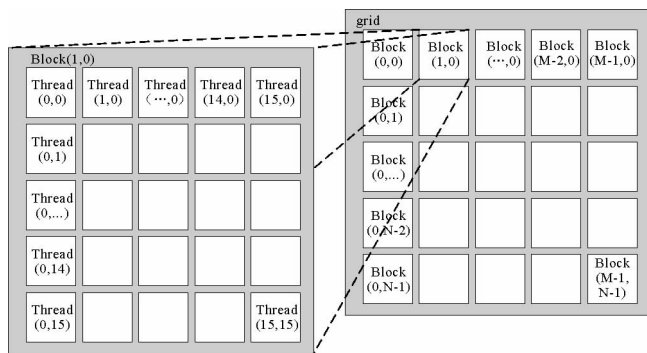 Block(1,0)
Thread
(0,0)
Thread
(1,0)
Thread
(···,0)
Thread
(14,0)
Thread
(15,0)
Thread
(0,1)
Thread
(0,...)
Thread
(0,14)
Thread
(0,15)
Thread
(15,15)
grid
Block
(0,0)
Block
(1,0)
Block
(···,0)
Block
(M-2,0)
Block
(M-1,0)
Block
(0,1)
Block
(0,...)
Block
(0,N-2)
Block
(0,N-1)
Block
(M-1,
N-1)